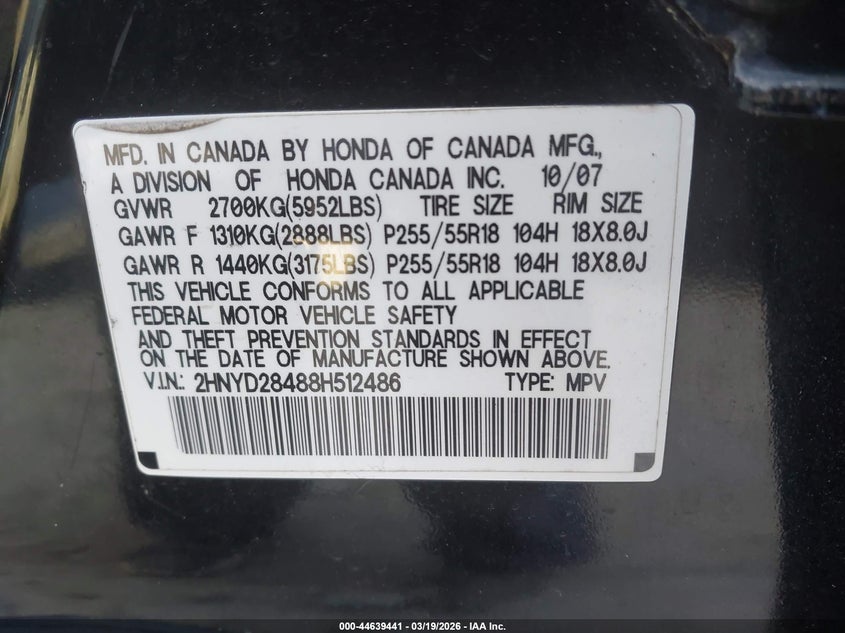 MFD. IN CANADA BY HONDA OF CANADA MFG.,
A DIVISION OF HONDA CANADA INC. 10/07
GVWR 2700KG(5952LBS) TIRE SIZE RIM SIZE
GAWR F 1310KG(2888LBS) P255/55R18 104H 18X8.0J
GAWR R 1440KG(3175LBS) P255/55R18 104H 18X8.0J
THIS VEHICLE CONFORMS TO ALL APPLICABLE
FEDERAL MOTOR VEHICLE SAFETY
AND THEFT PREVENTION STANDARDS IN EFFECT
ON THE DATE OF MANUFACTURE SHOWN ABOVE.
V.I.N.: 2HNYD28488H512486 TYPE: MPV
000-44639441 — 03/19/2026 — IAA Inc.